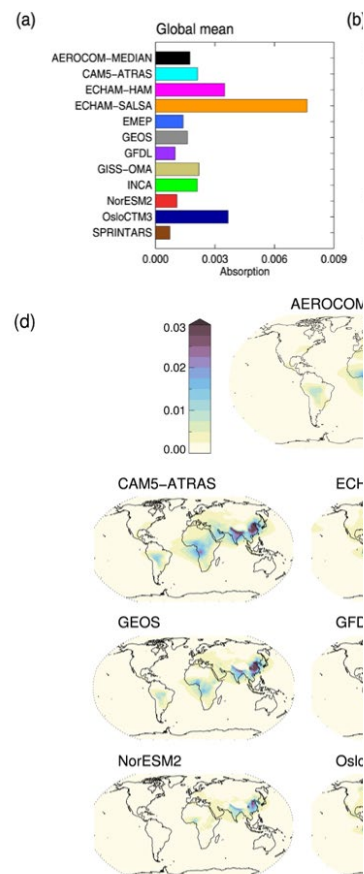 (a)
Global mean
(b)
AEROCOM-MEDIAN
CAM5-ATRAS
ECHAM-HAM
ECHAM-SALSA
EMEP
GEOS
GFDL
GISS-OMA
INCA
NorESM2
OsloCTM3
SPRINTARS
0.000 0.003 0.006 0.009
Absorption
(d)
AEROCOM
0.03
0.02
0.01
0.00
CAM5-ATRAS
ECH
GEOS
GFD
NorESM2
Oslo